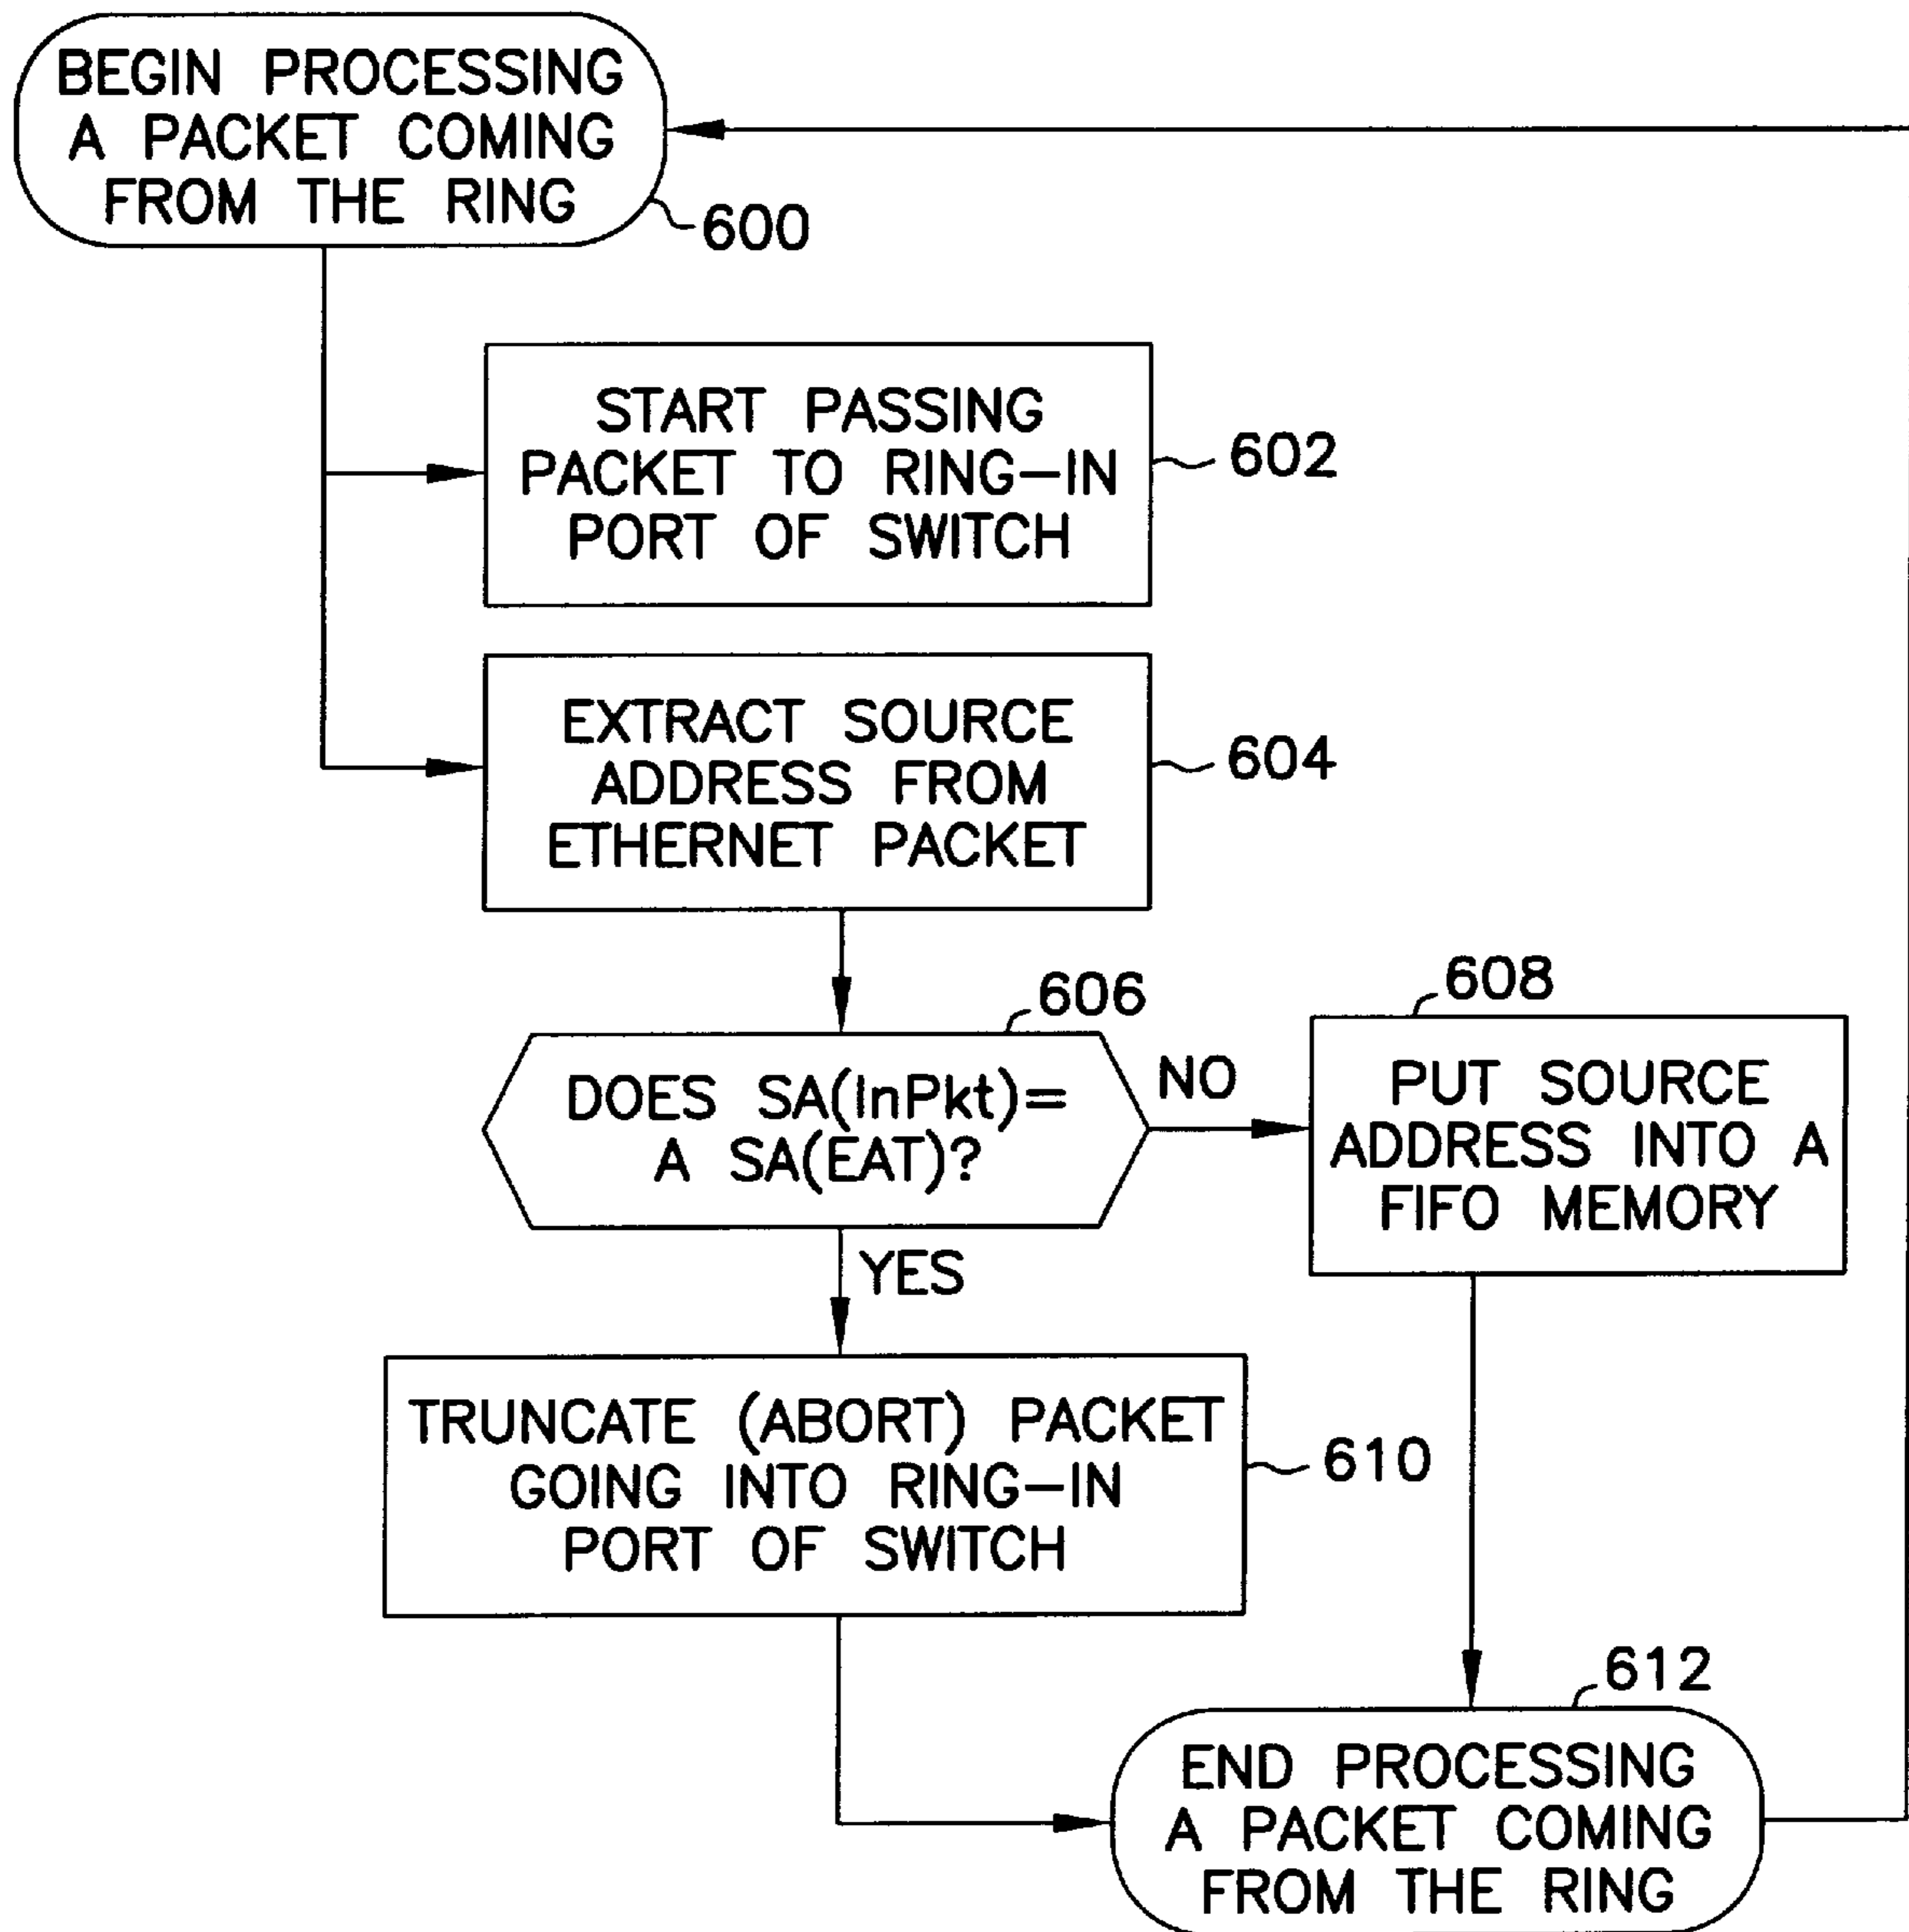 BEGIN PROCESSING
A PACKET COMING
FROM THE RING
600
START PASSING
PACKET TO RING-IN
PORT OF SWITCH
602
EXTRACT SOURCE
ADDRESS FROM
ETHERNET PACKET
604
606
DOES SA(InPkt)=
A SA(EAT)?
NO
YES
608
PUT SOURCE
ADDRESS INTO A
FIFO MEMORY
TRUNCATE (ABORT) PACKET
GOING INTO RING-IN
PORT OF SWITCH
610
612
END PROCESSING
A PACKET COMING
FROM THE RING